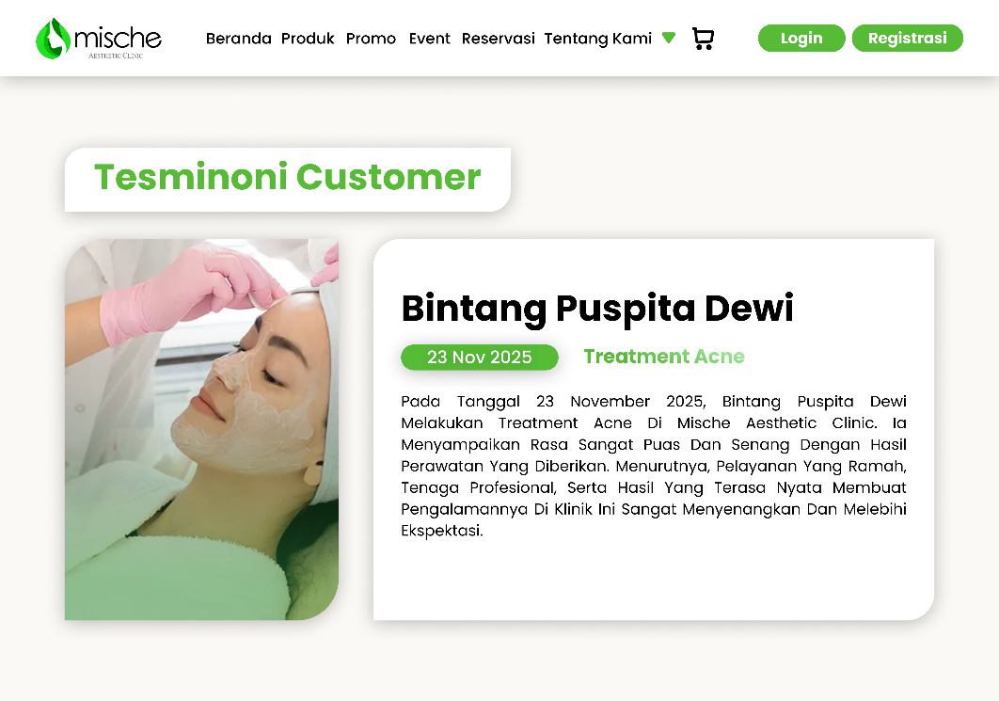 mische
AESTHETIC CLINIC
Beranda Produk Promo Event Reservasi Tentang Kami
Login
Registrasi
Tesminoni Customer
Bintang Puspita Dewi
23 Nov 2025
Treatment Acne
Pada Tanggal 23 November 2025, Bintang Puspita Dewi
Melakukan Treatment Acne Di Mische Aesthetic Clinic. Ia
Menyampaikan Rasa Sangat Puas Dan Senang Dengan Hasil
Perawatan Yang Diberikan. Menurutnya, Pelayanan Yang Ramah,
Tenaga Profesional, Serta Hasil Yang Terasa Nyata Membuat
Pengalamannya Di Klinik Ini Sangat Menyenangkan Dan Melebihi
Ekspektasi.